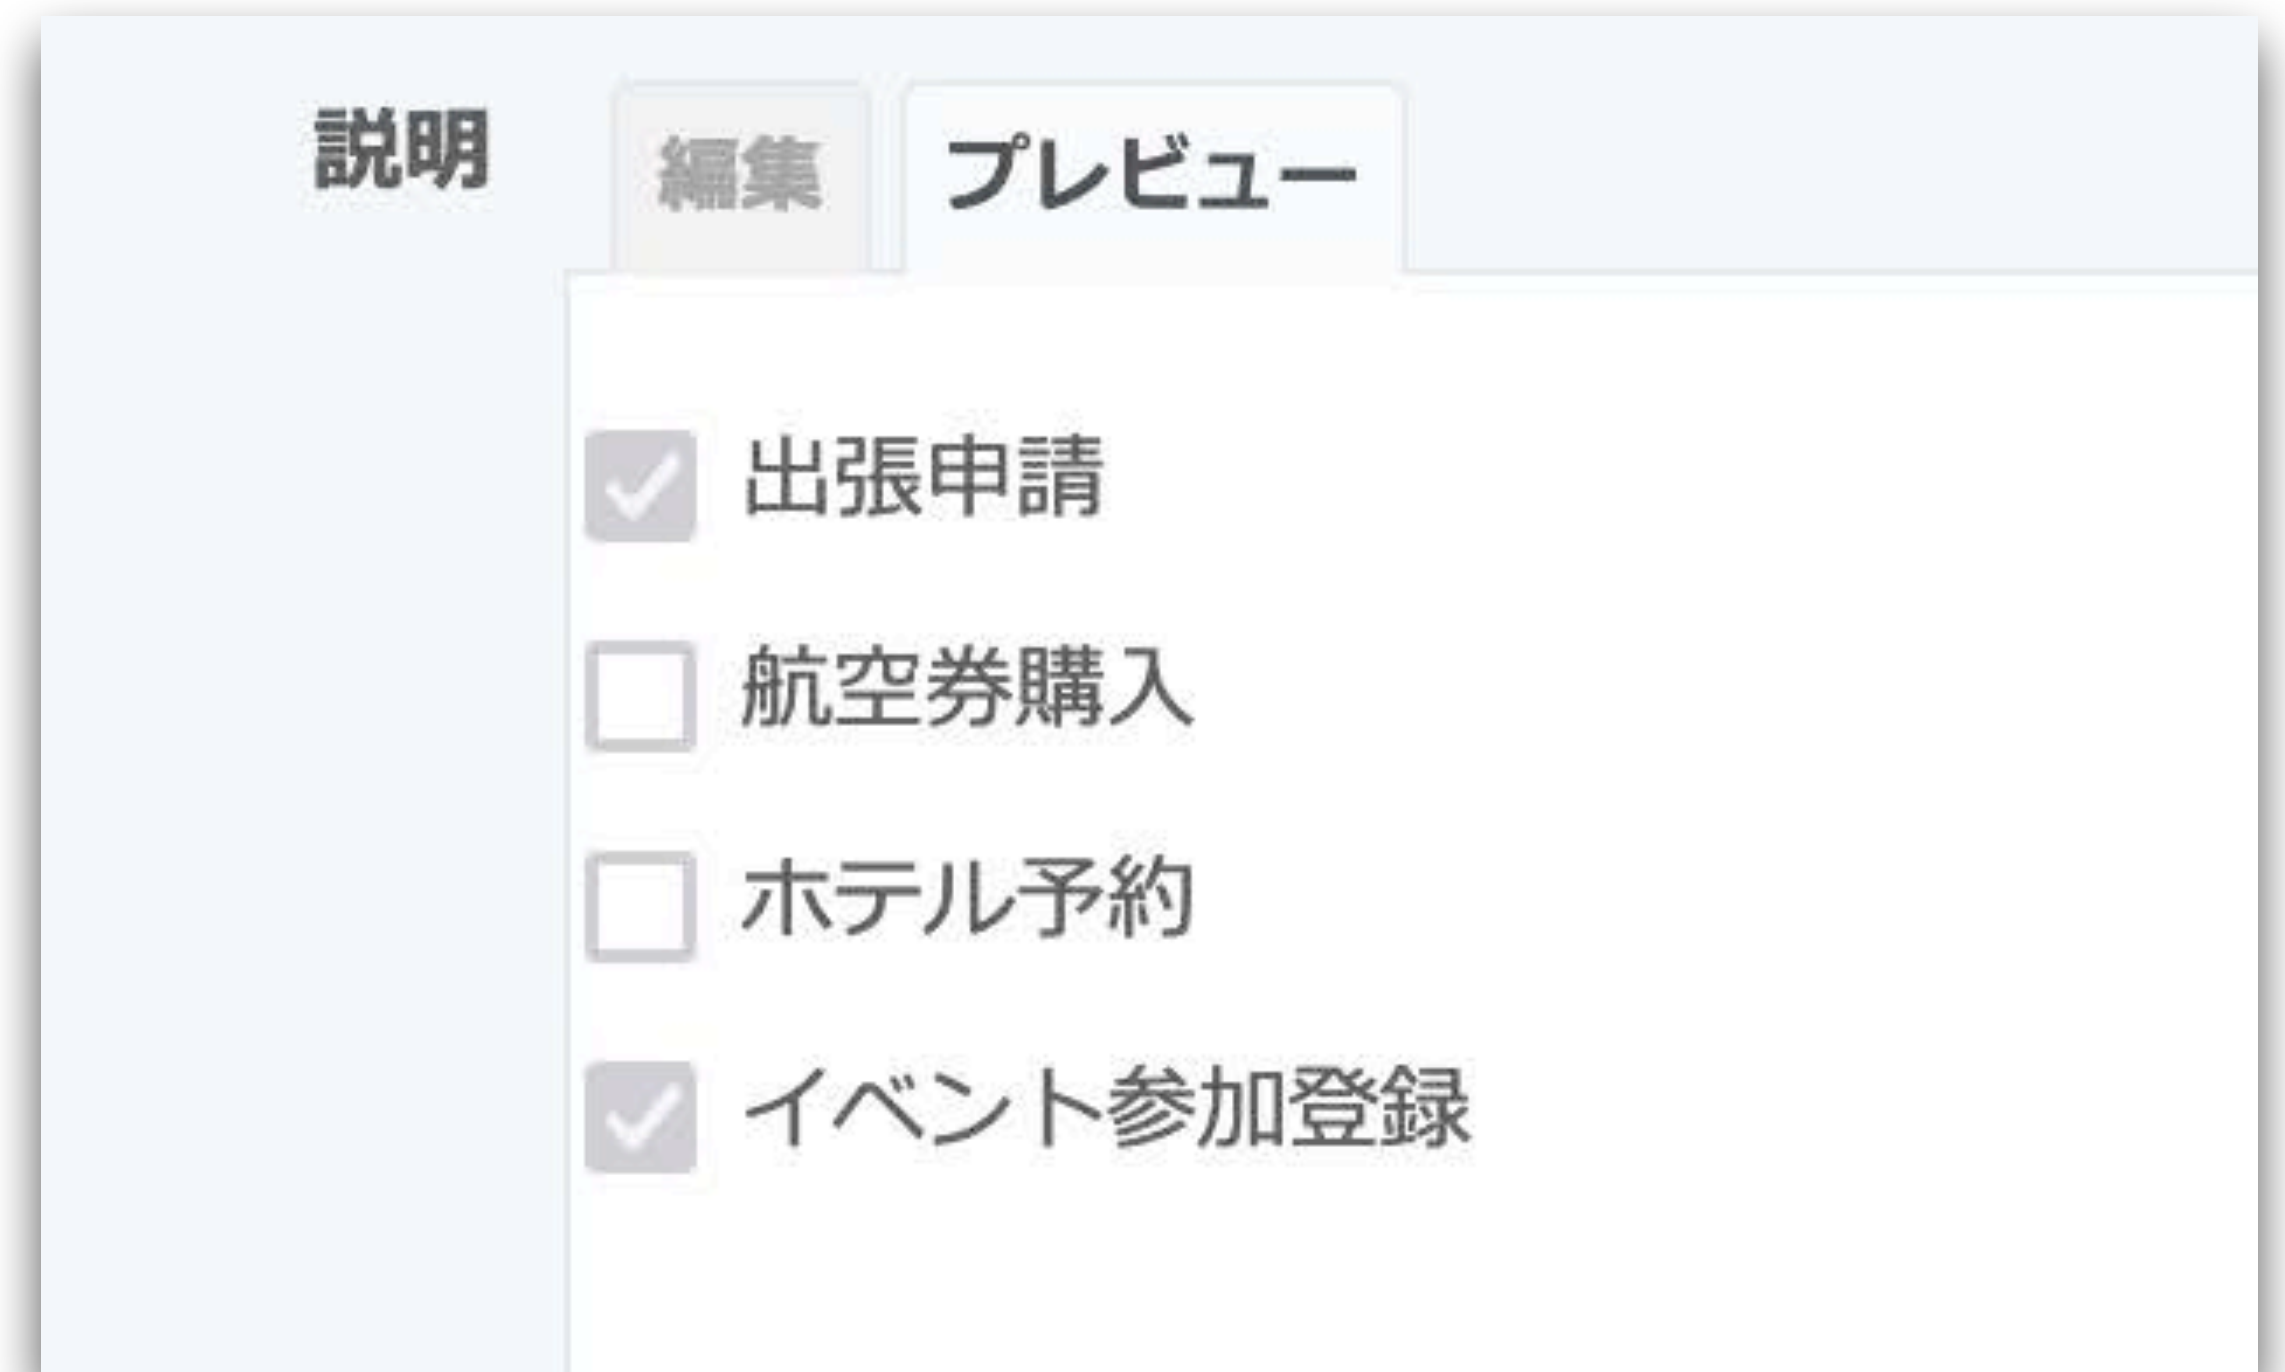 説明 編集 プレビュー
出張申請
航空券購入
ホテル予約
イベント参加登録